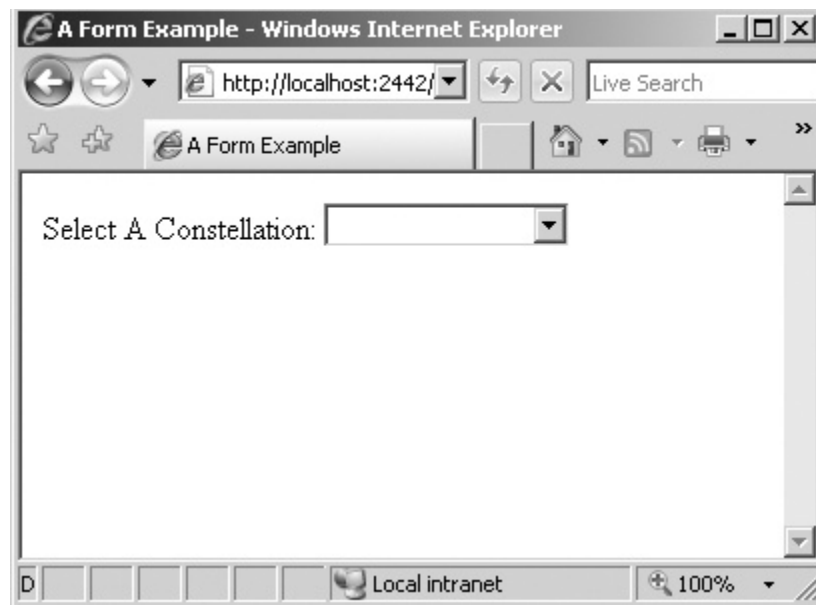 A Form Example - Windows Internet Explorer
http://localhost:2442/
Live Search
A Form Example
»
Select A Constellation:
D
Local intranet
100%